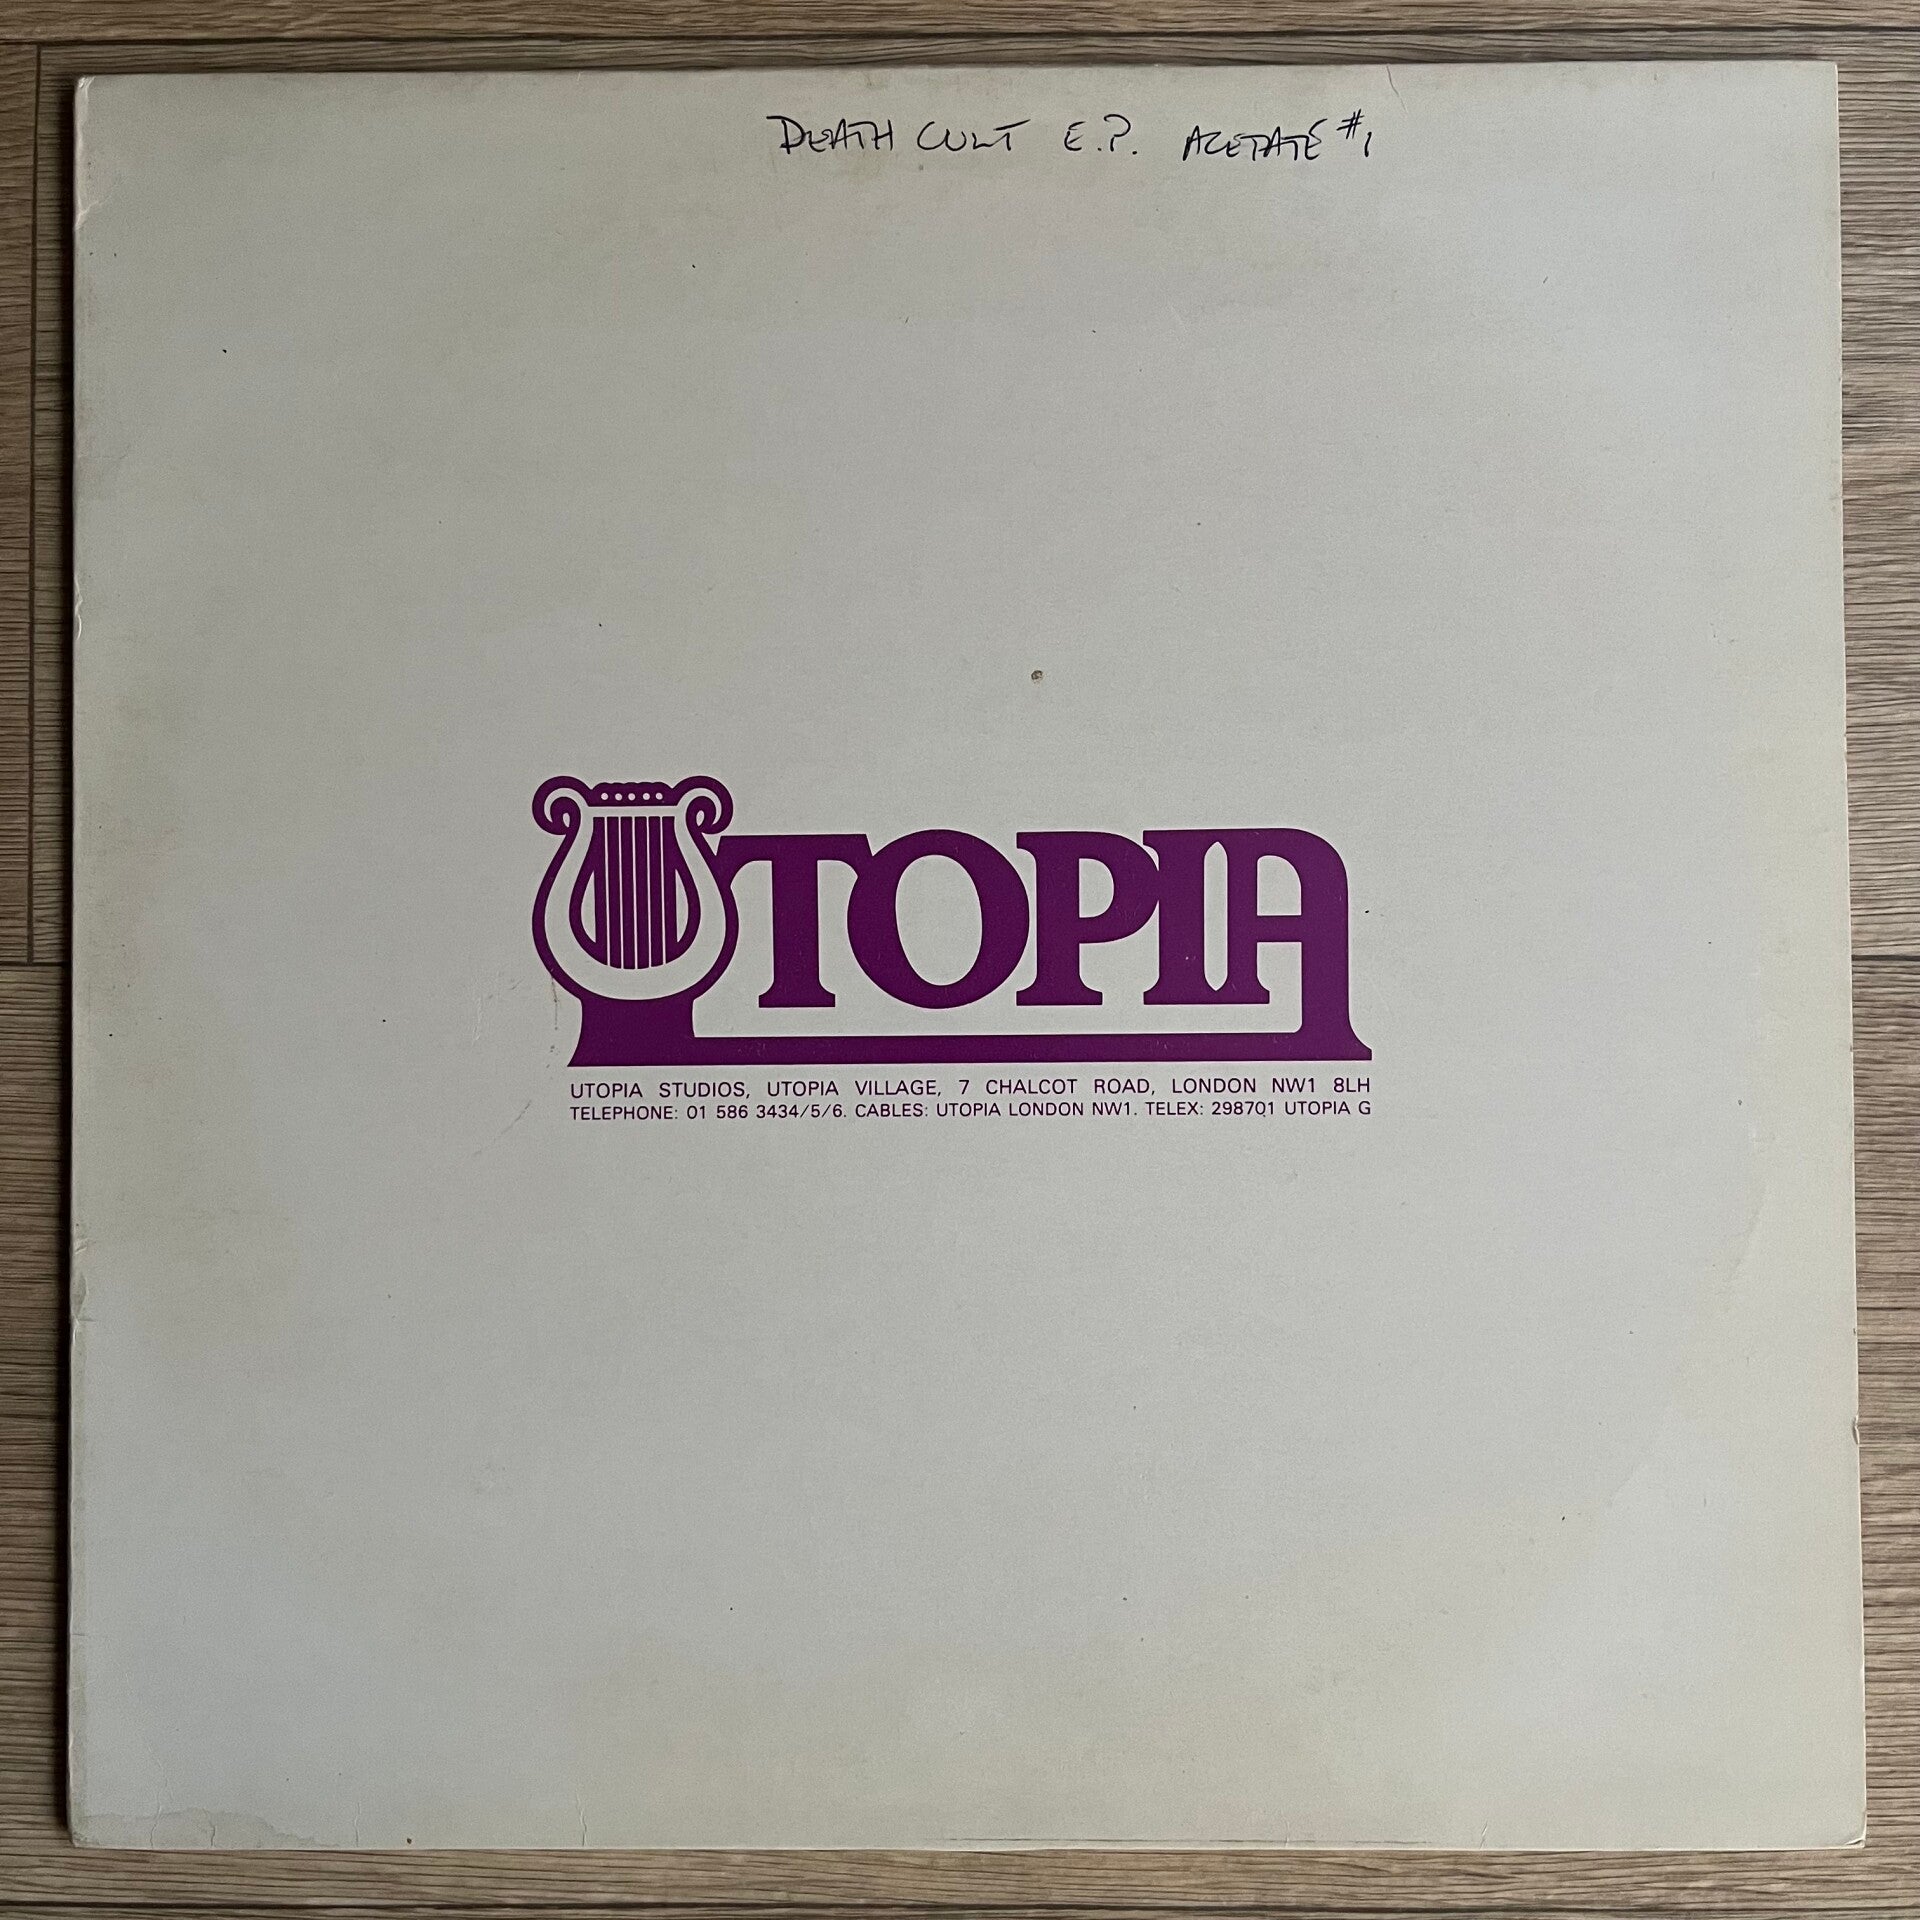 DEATH CULT E.P. ACETATE #1
UTOPIA
UTOPIA STUDIOS, UTOPIA VILLAGE, 7 CHALCOT ROAD, LONDON NW1 8LH
TELEPHONE: 01 586 3434/5/6. CABLES: UTOPIA LONDON NW1. TELEX: 298701 UTOPIA G